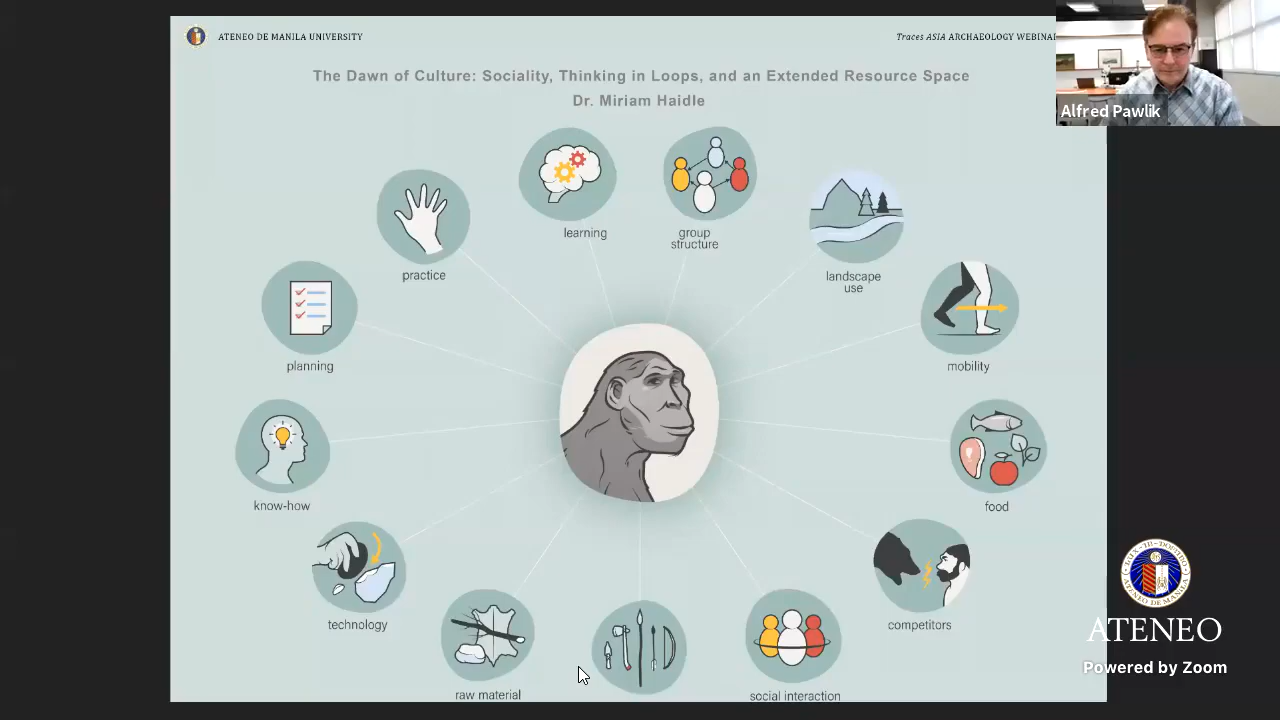 ATENEO DE MANILA UNIVERSITY
Traces ASIA ARCHAEOLOGY WEBINAR
The Dawn of Culture: Sociality, Thinking in Loops, and an Extended Resource Space
Dr. Miriam Haidle
Alfred Pawlik
learning
group
structure
practice
landscape
use
planning
mobility
know-how
food
technology
competitors
raw material
social interaction
ATENEO
Powered by Zoom